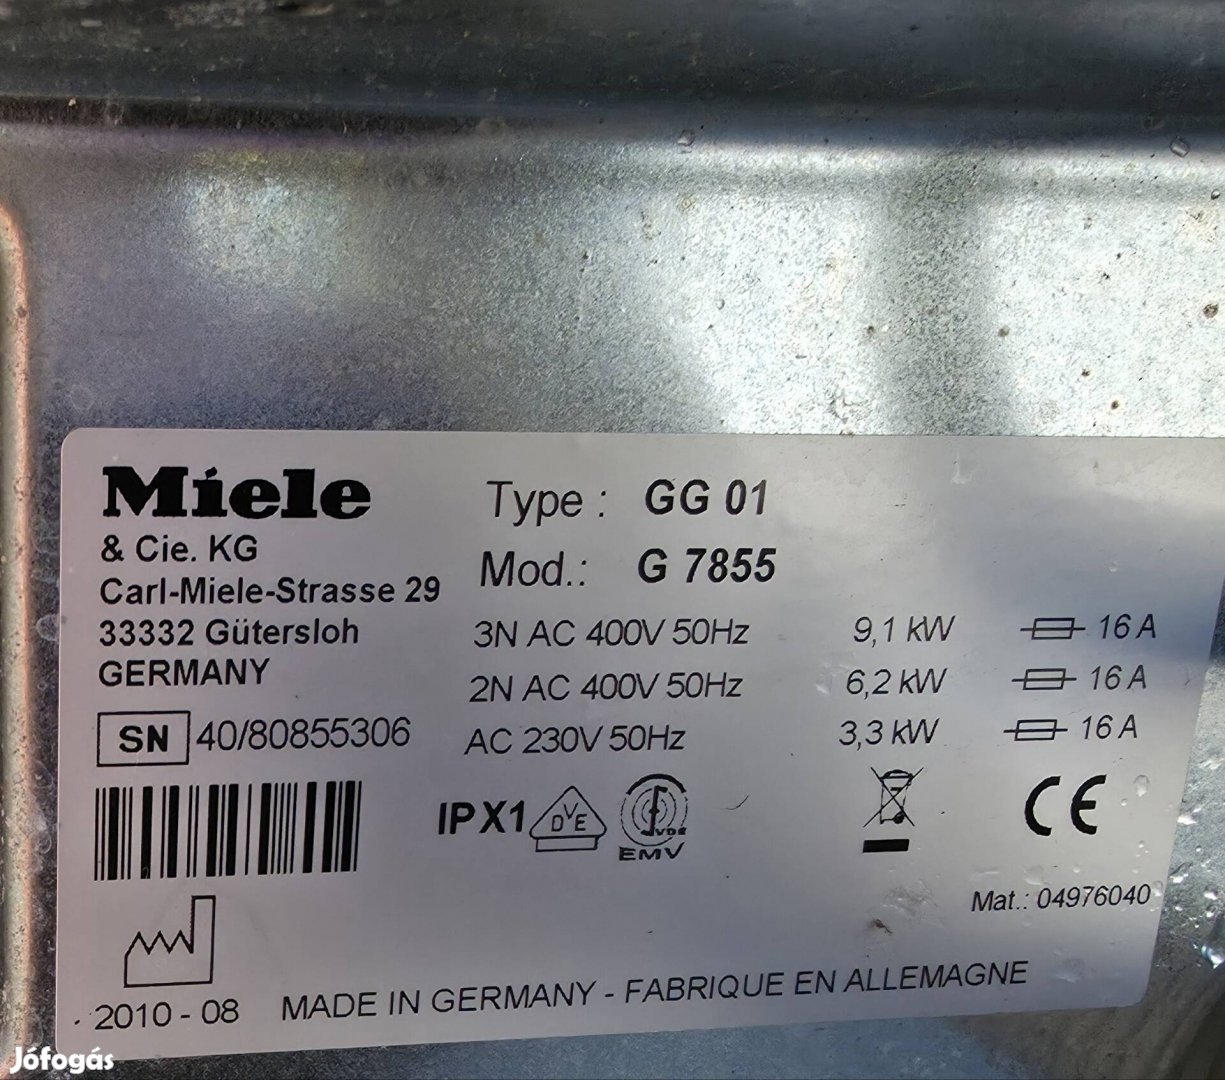 Miele
& Cie. KG
Carl-Miele-Strasse 29
33332 Gütersloh
GERMANY
SN 40/80855306
Type : GG 01
Mod.: G 7855
3N AC 400V 50Hz 9,1 kW 16 A
2N AC 400V 50Hz 6,2 kW 16 A
AC 230V 50Hz 3,3 kW 16 A
IPX1 DVE VDE
EMV
CE
Mat.: 04976040
2010 - 08 MADE IN GERMANY - FABRIQUE EN ALLEMAGNE
Jófogás